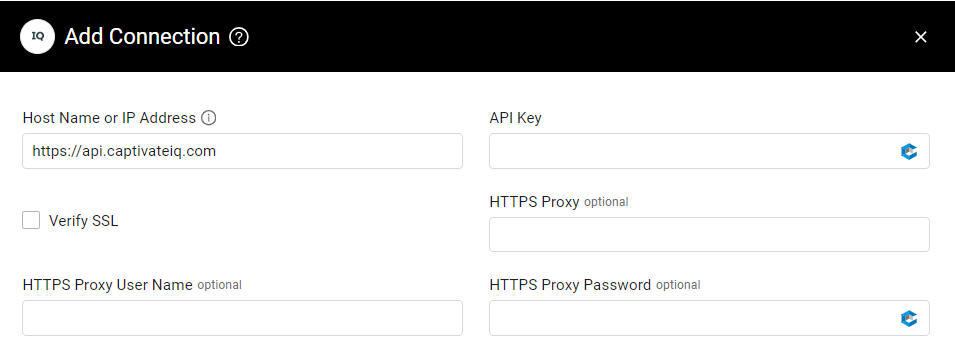 IQ Add Connection ?
Host Name or IP Address
API Key
https://api.captivateiq.com
Verify SSL
HTTPS Proxy optional
HTTPS Proxy User Name optional
HTTPS Proxy Password optional